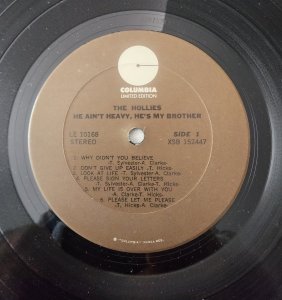 COLUMBIA
LIMITED EDITION
THE HOLLIES
HE AIN'T HEAVY, HE'S MY BROTHER
LE 10168 SIDE 1
STEREO XSB 152447
1. WHY DIDN'T YOU BELIEVE
-T. Sylvester-A. Clarke-
2. DON'T GIVE UP EASILY -T. Hicks-
3. LOOK AT LIFE -T. Sylvester-A. Clarke-
4. PLEASE SIGN YOUR LETTERS
-T. Sylvester-A. Clarke-T. Hicks-
5. MY LIFE IS OVER WITH YOU
-A. Clarke-T. Hicks-
6. PLEASE LET ME PLEASE
-T. Hicks-A. Clarke-